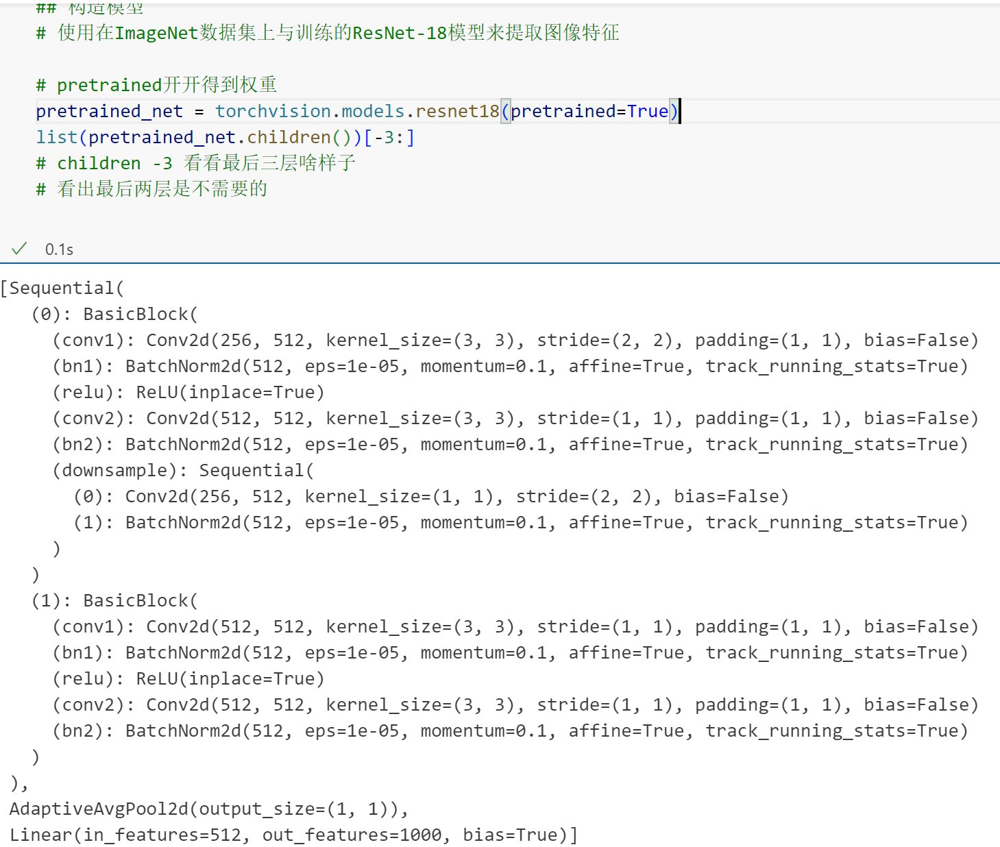 ## 构造模型
# 使用在ImageNet数据集上与训练的ResNet-18模型来提取图像特征
# pretrained开开得到权重
pretrained_net = torchvision.models.resnet18(pretrained=True)
list(pretrained_net.children())[-3:]
# children -3 看看最后三层啥样子
# 看出最后两层是不需要的
0.1s
[Sequential(
(0): BasicBlock(
(conv1): Conv2d(256, 512, kernel_size=(3, 3), stride=(2, 2), padding=(1, 1), bias=False)
(bn1): BatchNorm2d(512, eps=1e-05, momentum=0.1, affine=True, track_running_stats=True)
(relu): ReLU(inplace=True)
(conv2): Conv2d(512, 512, kernel_size=(3, 3), stride=(1, 1), padding=(1, 1), bias=False)
(bn2): BatchNorm2d(512, eps=1e-05, momentum=0.1, affine=True, track_running_stats=True)
(downsample): Sequential(
(0): Conv2d(256, 512, kernel_size=(1, 1), stride=(2, 2), bias=False)
(1): BatchNorm2d(512, eps=1e-05, momentum=0.1, affine=True, track_running_stats=True)
)
)
(1): BasicBlock(
(conv1): Conv2d(512, 512, kernel_size=(3, 3), stride=(1, 1), padding=(1, 1), bias=False)
(bn1): BatchNorm2d(512, eps=1e-05, momentum=0.1, affine=True, track_running_stats=True)
(relu): ReLU(inplace=True)
(conv2): Conv2d(512, 512, kernel_size=(3, 3), stride=(1, 1), padding=(1, 1), bias=False)
(bn2): BatchNorm2d(512, eps=1e-05, momentum=0.1, affine=True, track_running_stats=True)
)
),
AdaptiveAvgPool2d(output_size=(1, 1)),
Linear(in_features=512, out_features=1000, bias=True)]